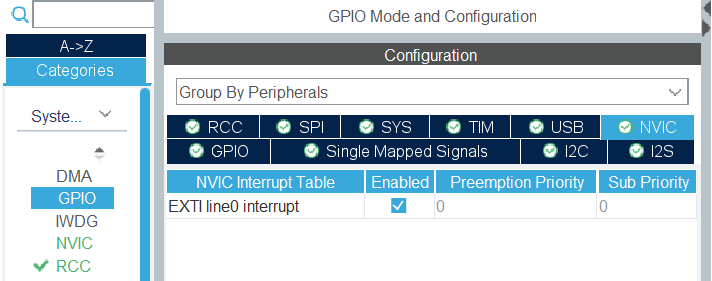 GPIO Mode and Configuration
A->Z
Categories
Syste...
DMA
GPIO
IWDG
NVIC
RCC
Configuration
Group By Peripherals
RCC SPI SYS TIM USB NVIC
GPIO Single Mapped Signals I2C I2S
NVIC Interrupt Table Enabled Preemption Priority Sub Priority
EXTI line0 interrupt 0 0